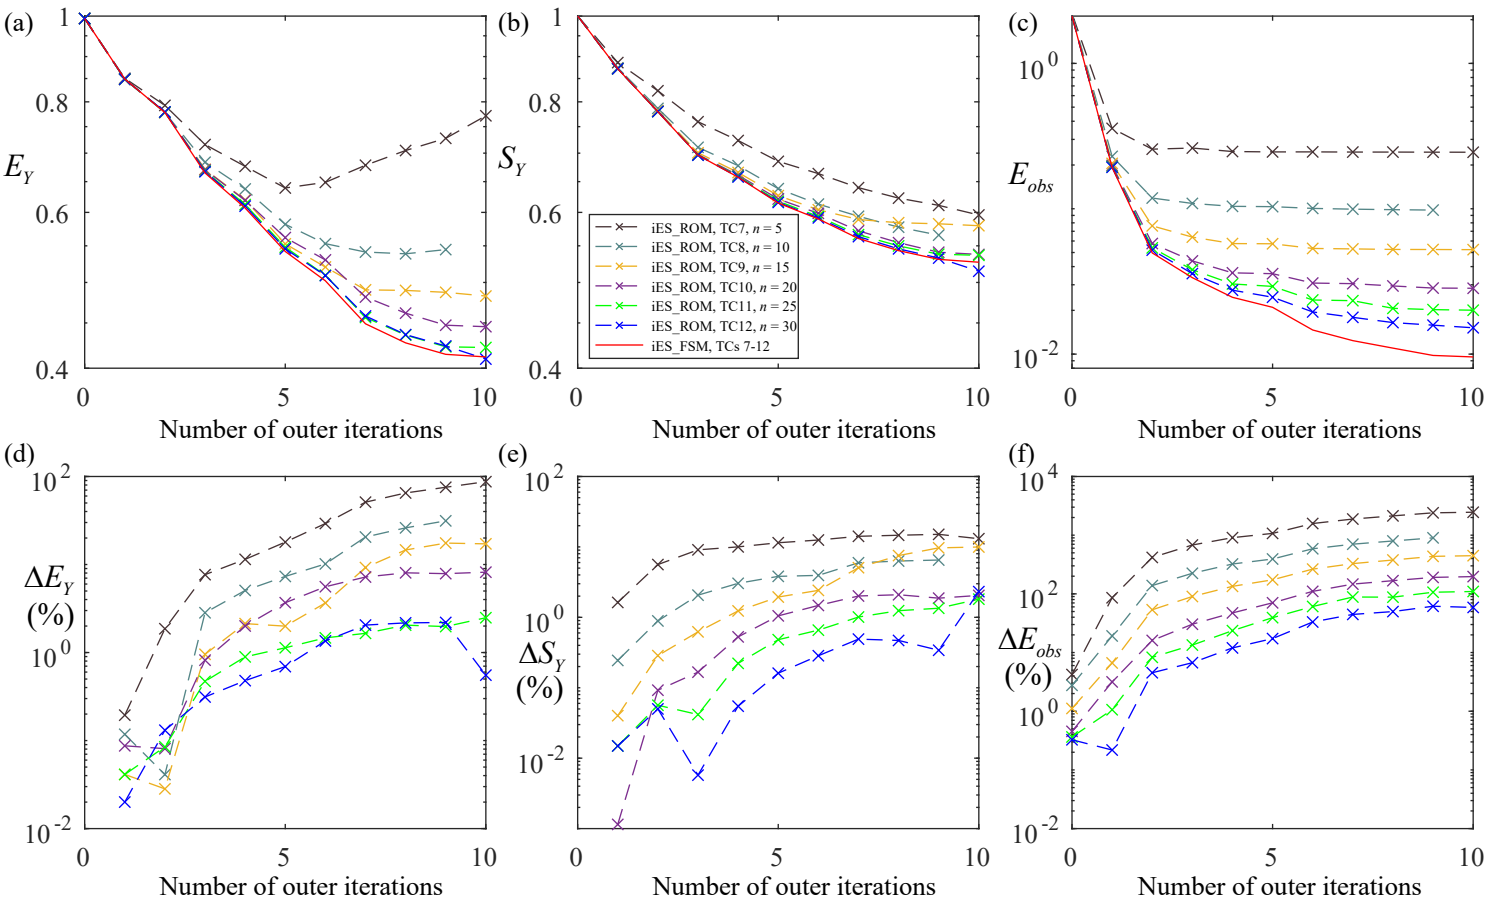 (a)
1
0.8
0.6
0.4
E_Y
0
5
10
Number of outer iterations
(b)
1
0.8
0.6
0.4
S_Y
iES_ROM, TC7, n = 5
iES_ROM, TC8, n = 10
iES_ROM, TC9, n = 15
iES_ROM, TC10, n = 20
iES_ROM, TC11, n = 25
iES_ROM, TC12, n = 30
iES_FSM, TCs 7-12
0
5
10
Number of outer iterations
(c)
10^0
10^-2
E_obs
0
5
10
Number of outer iterations
(d)
10^2
10^0
10^-2
ΔE_Y
(%)
0
5
10
Number of outer iterations
(e)
10^2
10^0
10^-2
ΔS_Y
(%)
0
5
10
Number of outer iterations
(f)
10^4
10^2
10^0
10^-2
ΔE_obs
(%)
0
5
10
Number of outer iterations